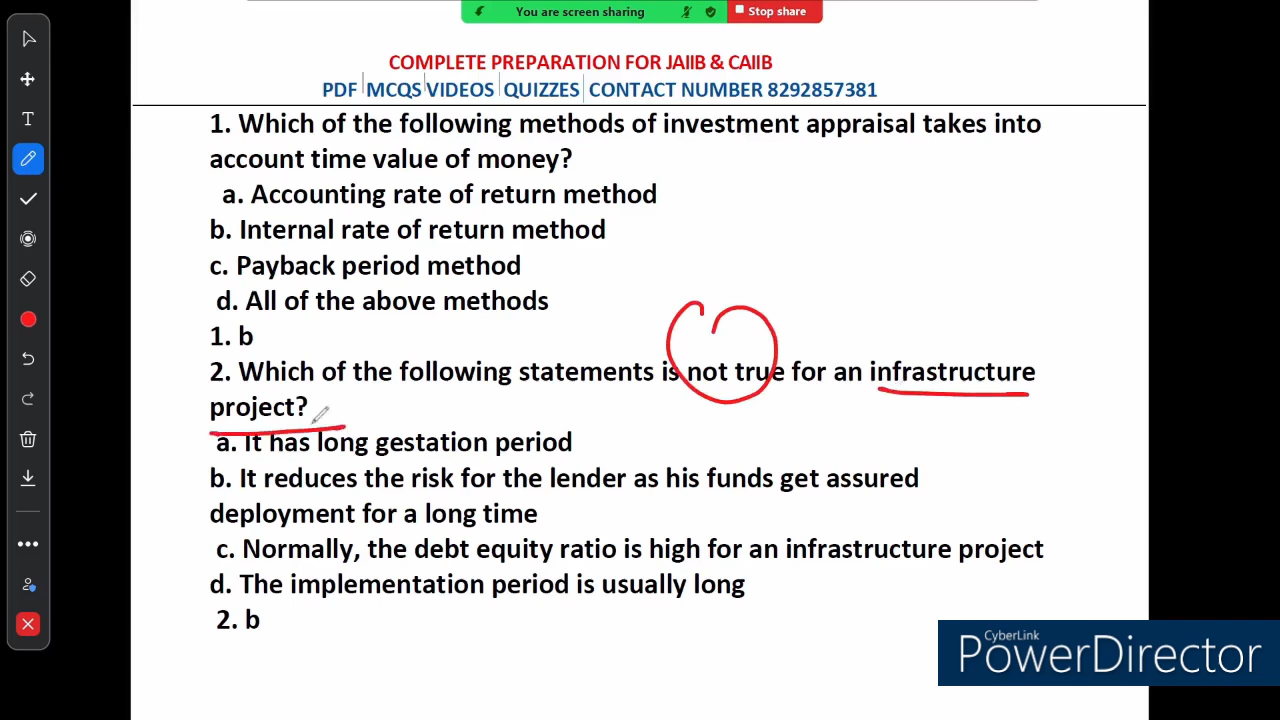 You are screen sharing Stop share
COMPLETE PREPARATION FOR JAIIB & CAIIB
PDF MCQS VIDEOS QUIZZES CONTACT NUMBER 8292857381
1. Which of the following methods of investment appraisal takes into
account time value of money?
a. Accounting rate of return method
b. Internal rate of return method
c. Payback period method
d. All of the above methods
1. b
2. Which of the following statements is not true for an infrastructure
project?
a. It has long gestation period
b. It reduces the risk for the lender as his funds get assured
deployment for a long time
c. Normally, the debt equity ratio is high for an infrastructure project
d. The implementation period is usually long
2. b
CyberLink
PowerDirector
T